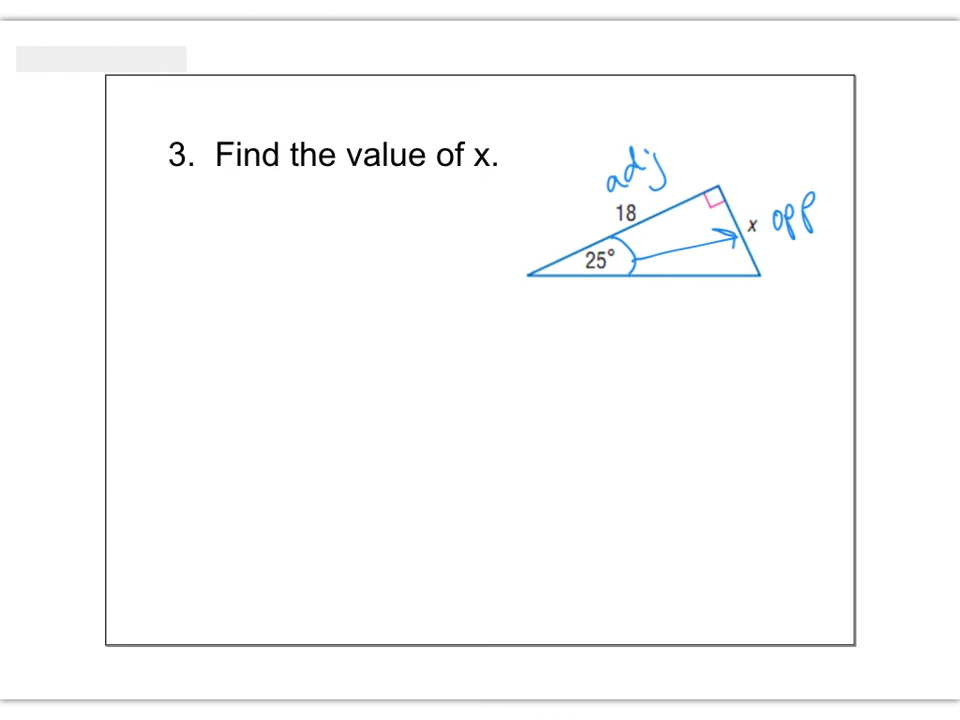 3. Find the value of x.
adj
18
x opp
25°